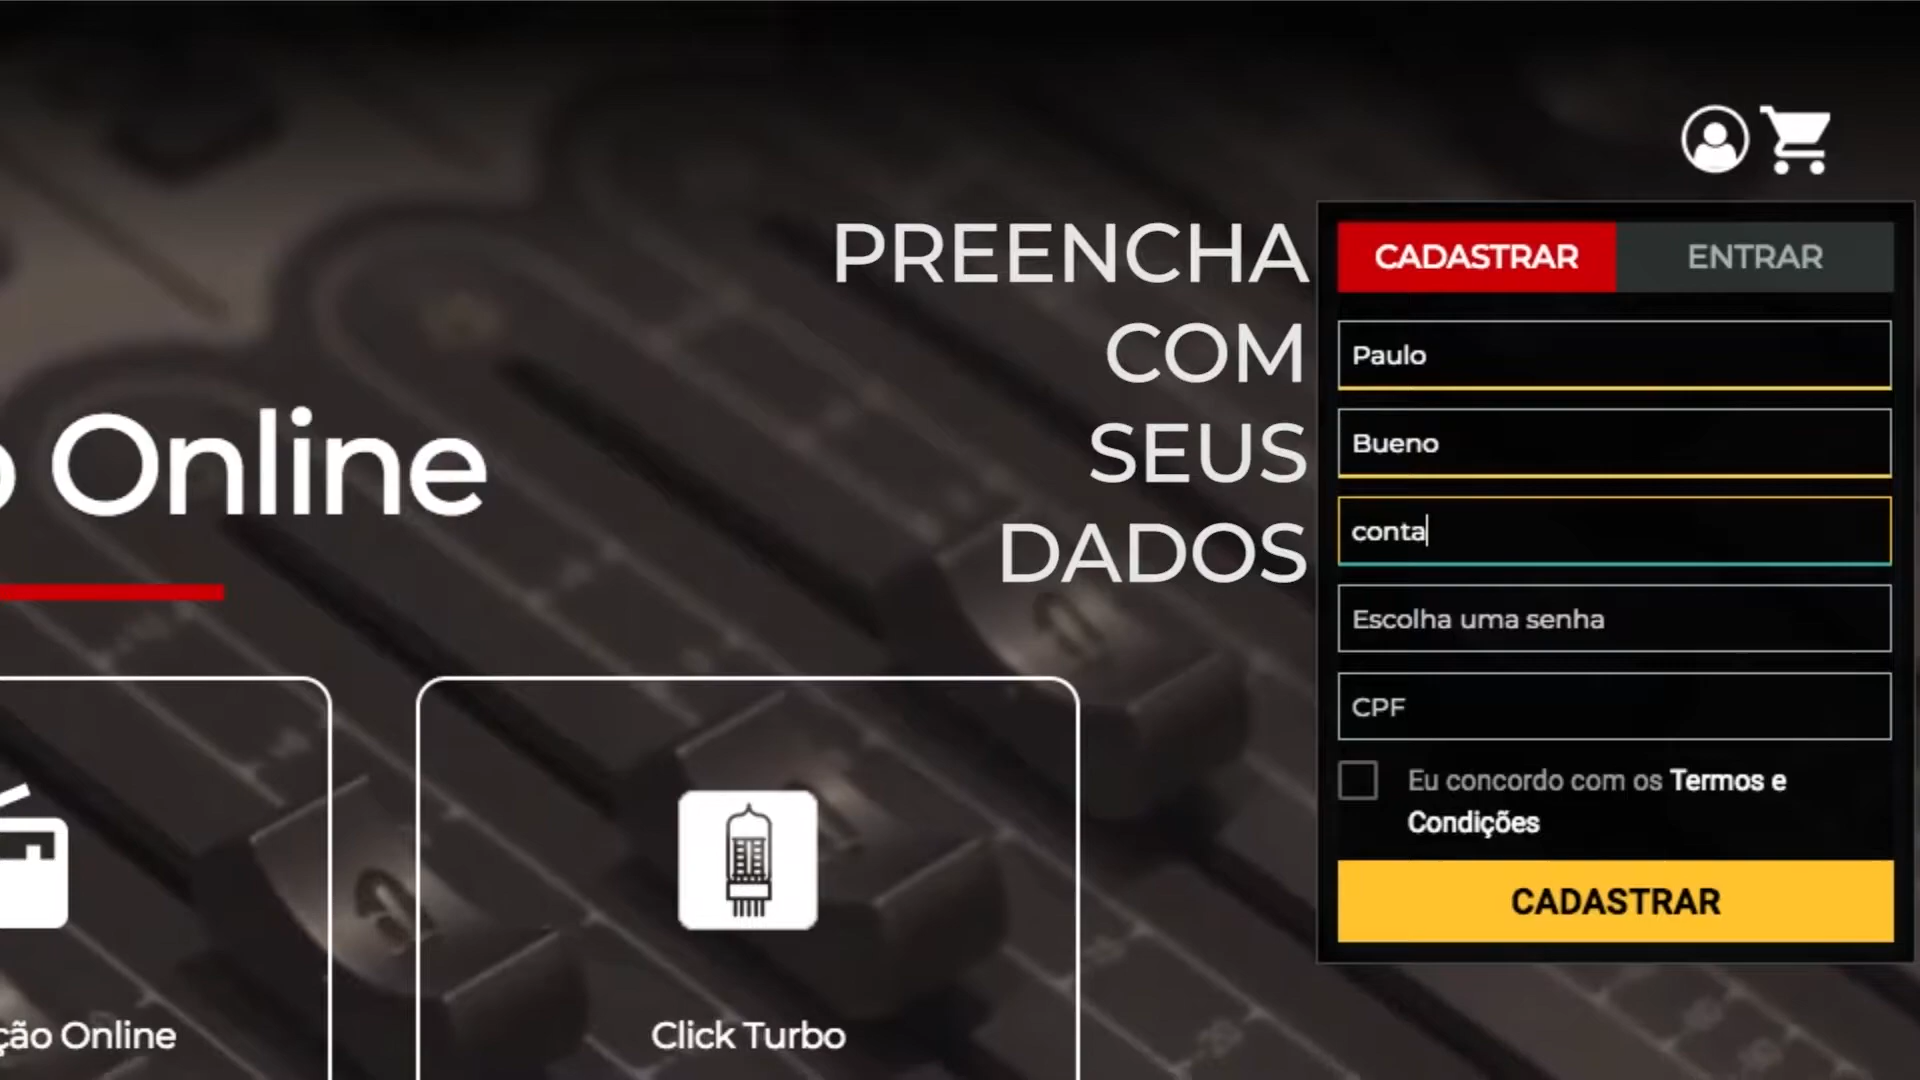 PREENCHA
COM
SEUS
DADOS
CADASTRAR
ENTRAR
Paulo
Bueno
conta
Escolha uma senha
CPF
Eu concordo com os Termos e
Condições
CADASTRAR
Online
ção Online
Click Turbo